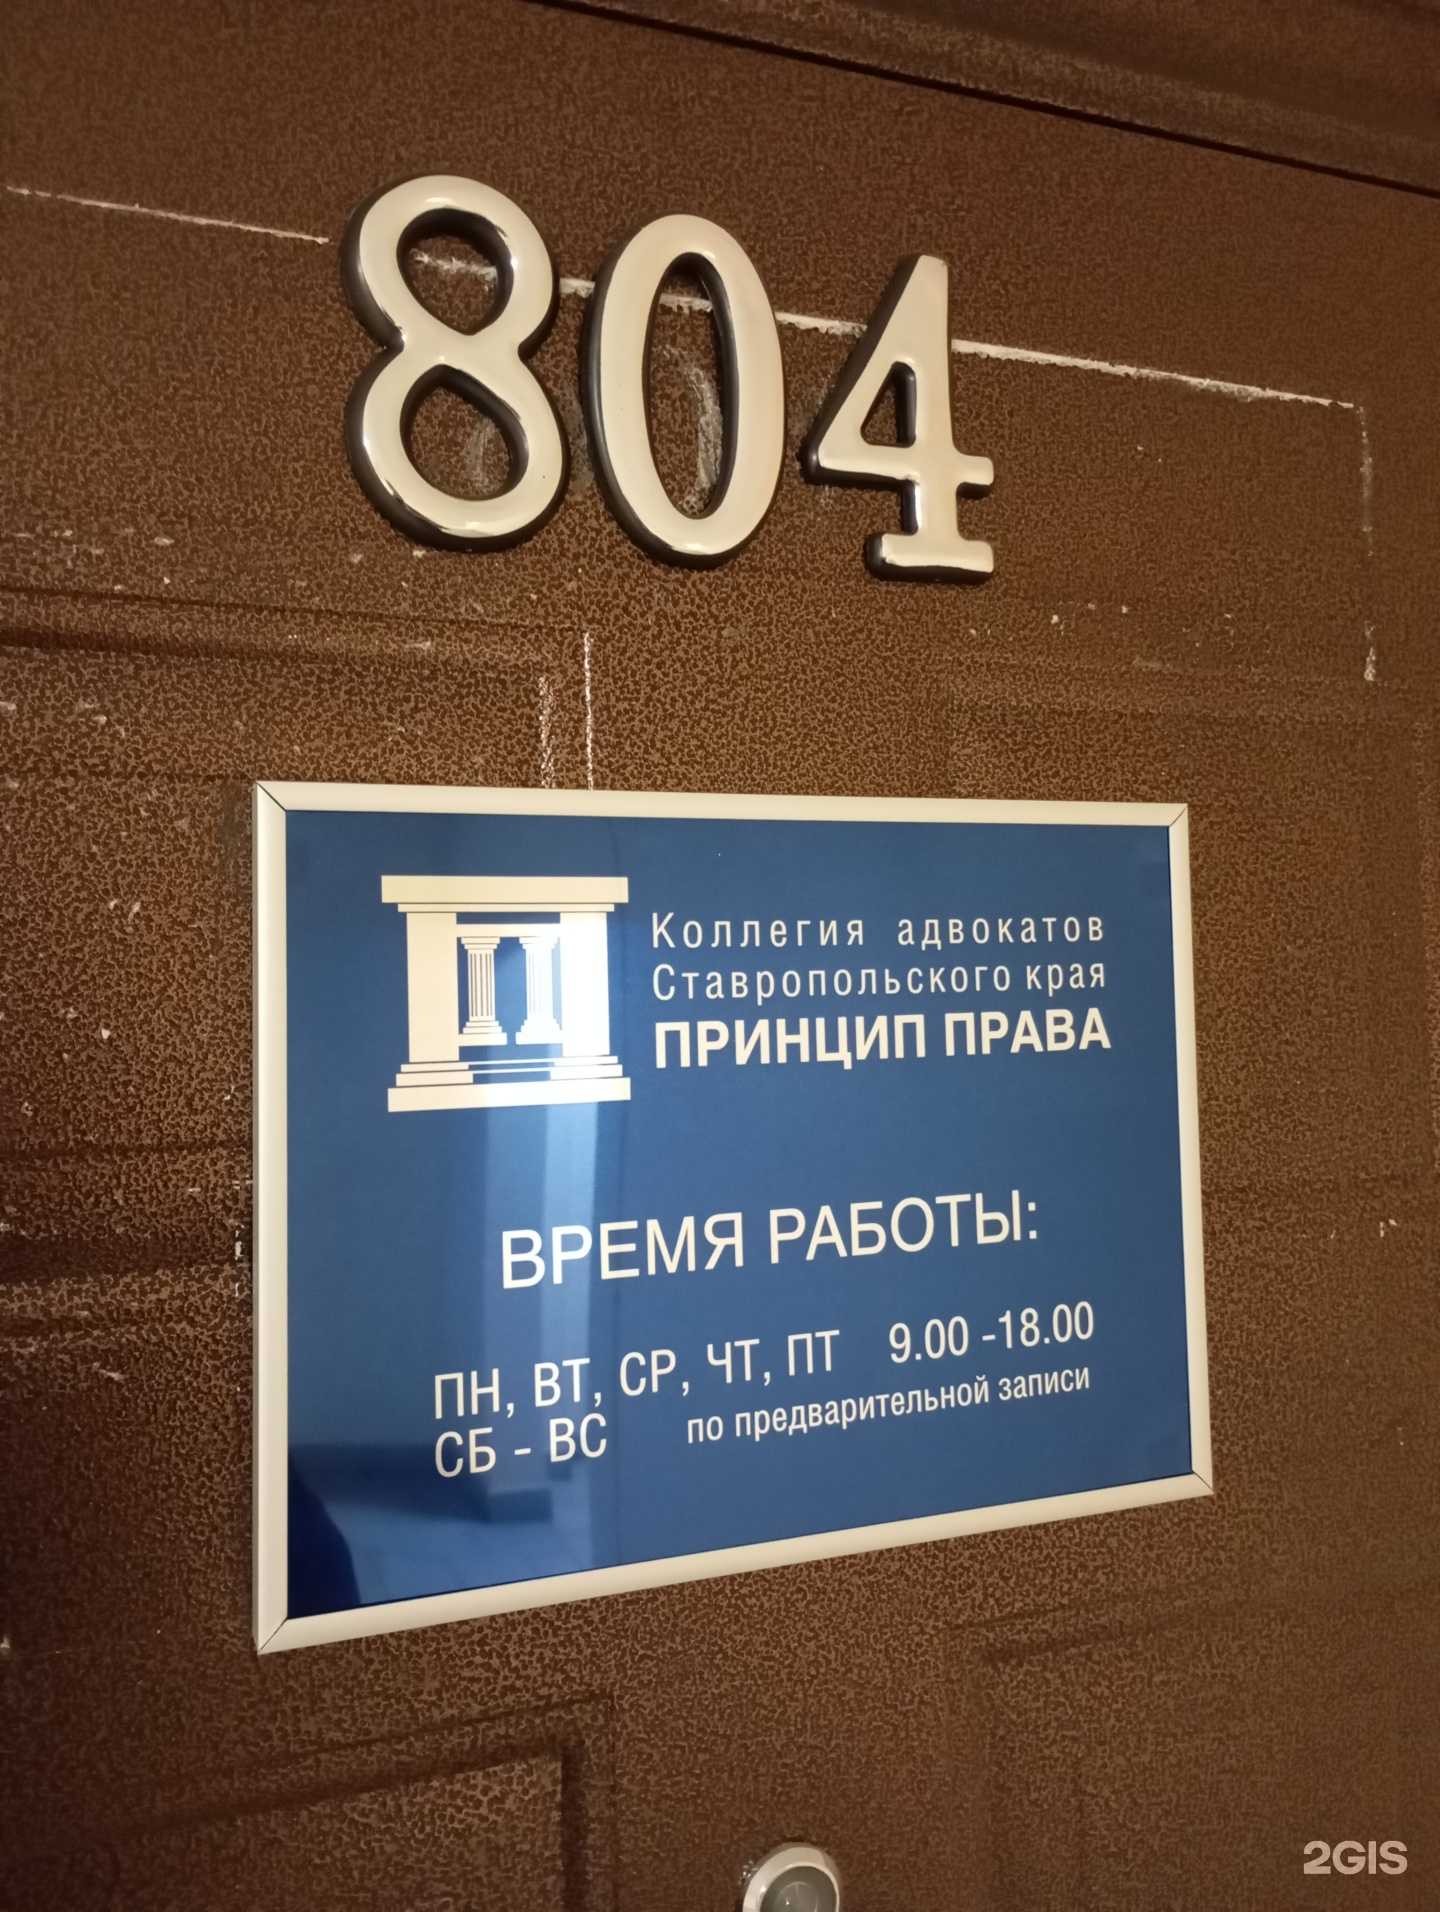 804
Коллегия адвокатов
Ставропольского края
ПРИНЦИП ПРАВА
ВРЕМЯ РАБОТЫ:
ПН, ВТ, СР, ЧТ, ПТ 9.00 -18.00
СБ - ВС по предварительной записи
2GIS